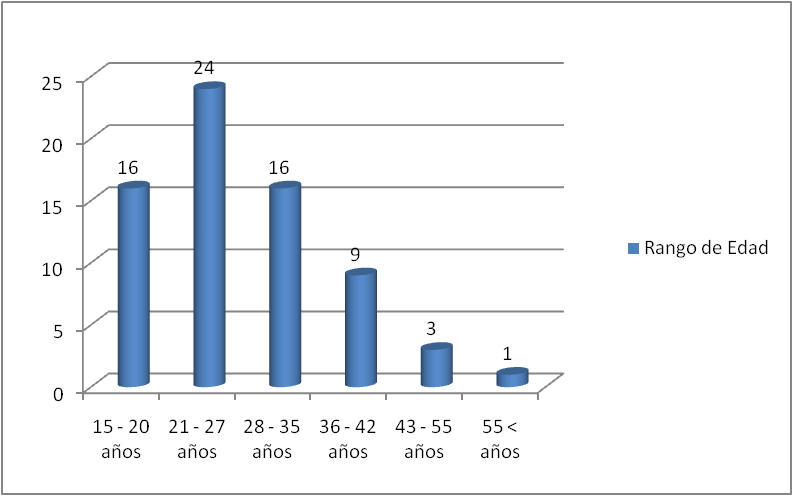 25
20
15
10
5
0
16
24
16
9
3
1
15 - 20 años
21 - 27 años
28 - 35 años
36 - 42 años
43 - 55 años
55 < años
Rango de Edad